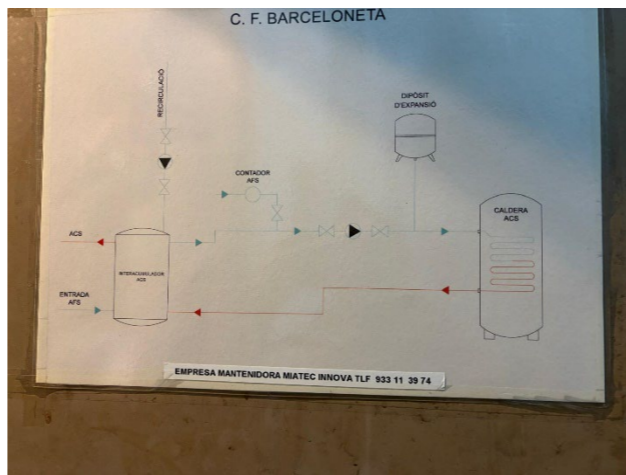 C. F. BARCELONETA
RECIRCULACIÓ
DIPÒSIT
D'EXPANSIÓ
CONTADOR
AFS
CALDERA
ACS
ACS
INTERACUMULADOR
ACS
ENTRADA
AFS
EMPRESA MANTENIDORA MIATEC INNOVA TLF 933 11 39 74